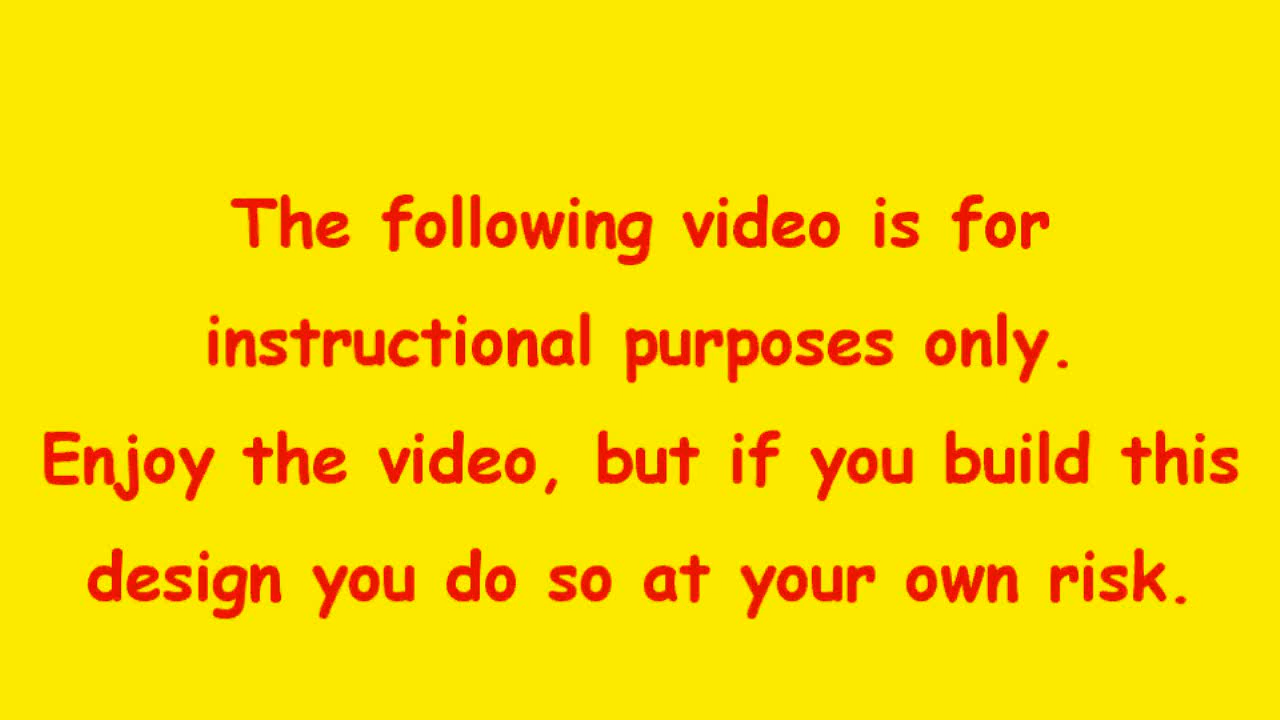 The following video is for
instructional purposes only.
Enjoy the video, but if you build this
design you do so at your own risk.